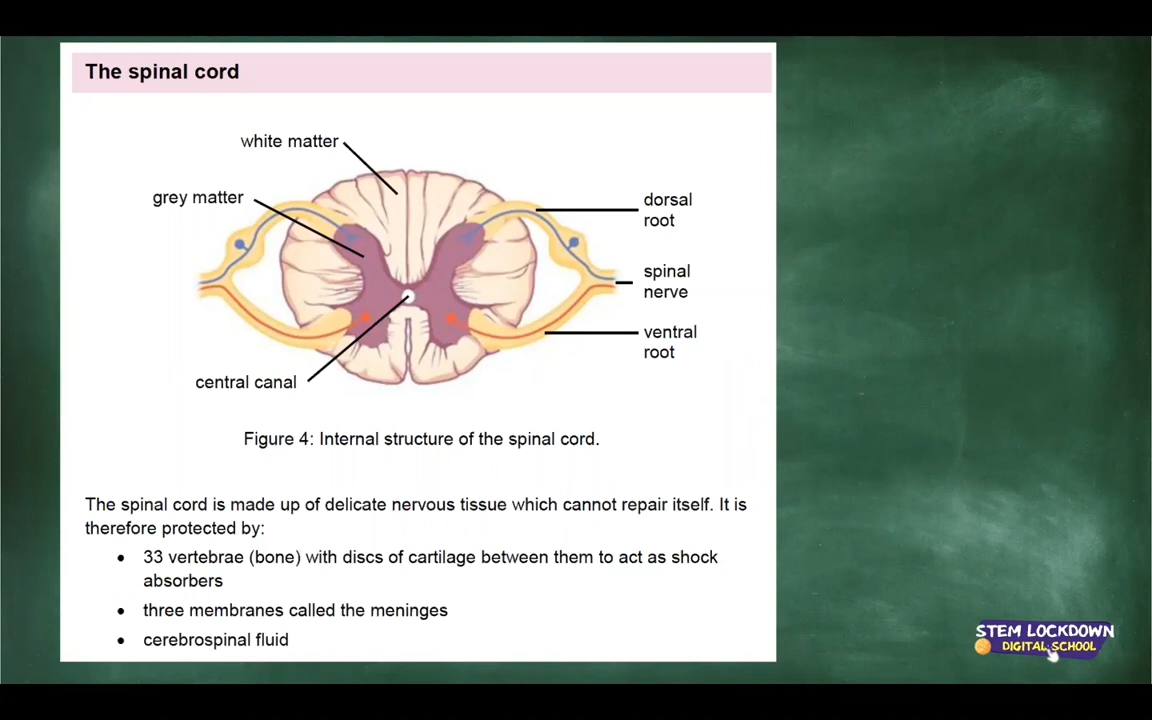 The spinal cord
white matter
grey matter
dorsal
root
spinal
nerve
ventral
root
central canal
Figure 4: Internal structure of the spinal cord.
The spinal cord is made up of delicate nervous tissue which cannot repair itself. It is
therefore protected by:
• 33 vertebrae (bone) with discs of cartilage between them to act as shock
absorbers
• three membranes called the meninges
• cerebrospinal fluid
STEM LOCKDOWN
DIGITAL SCHOOL